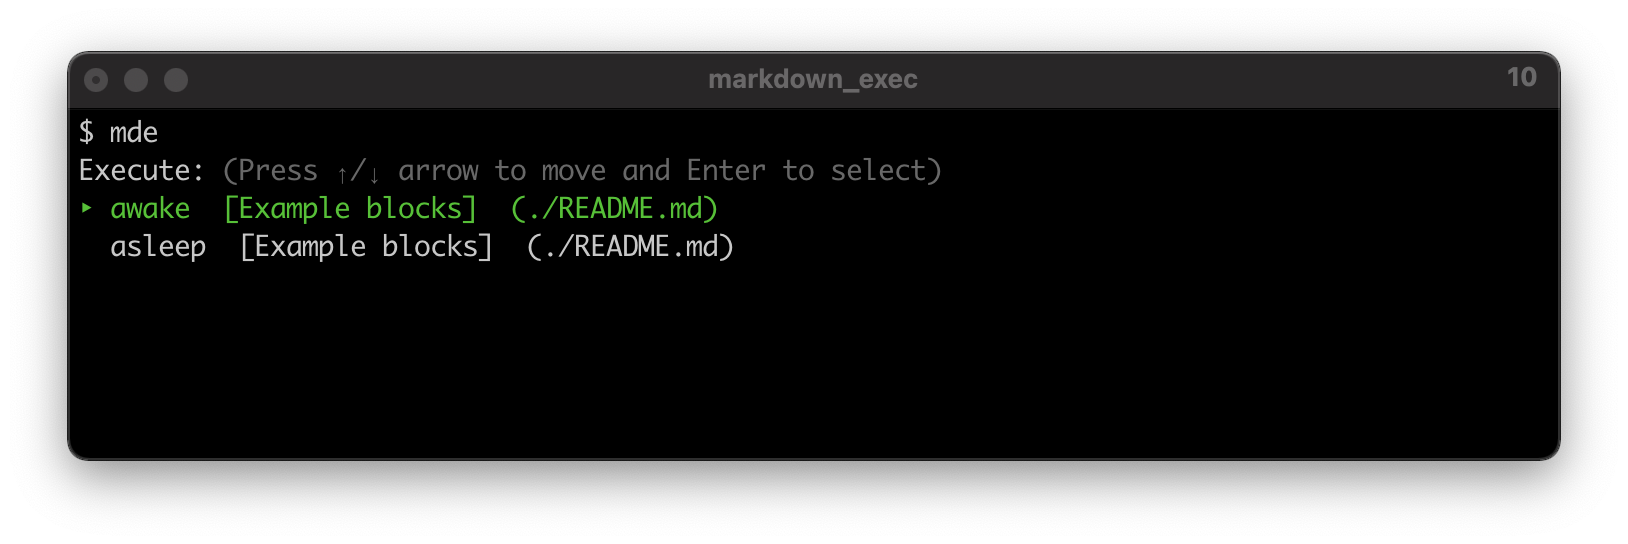 markdown_exec 10
$ mde
Execute: (Press ↑/↓ arrow to move and Enter to select)
‣ awake  [Example blocks]  (./README.md)
  asleep  [Example blocks]  (./README.md)